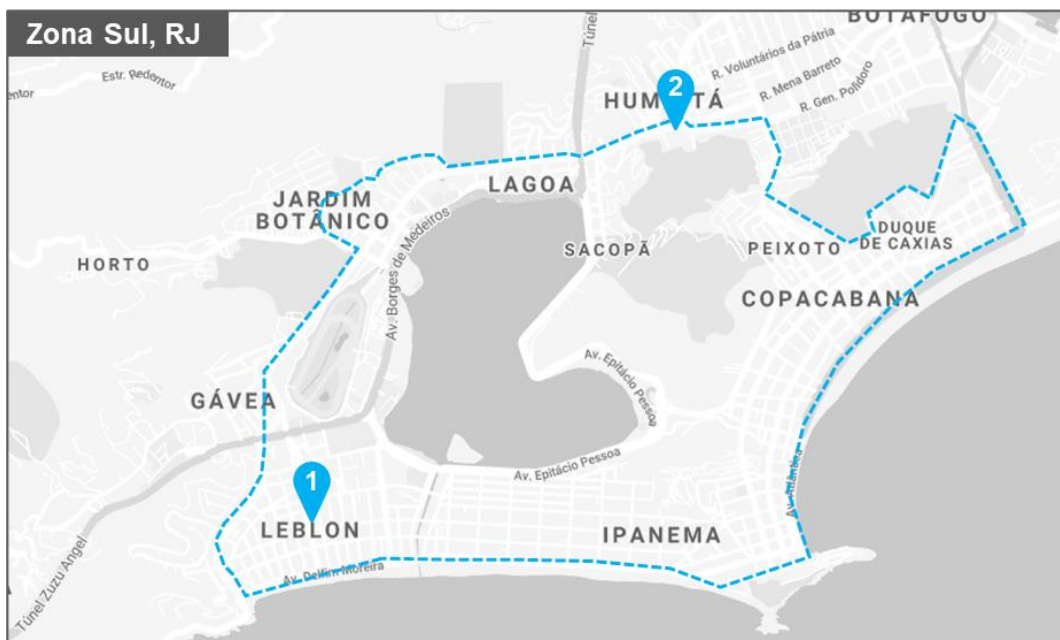 Zona Sul, RJ
BOTAFOGO
Túnel
Estr. Redentor
entor
R. Voluntários da Pátria
2
R. Mena Barreto
HUM
TÁ
R. Gen. Polidoro
LAGOA
JARDIM
BOTÂNICO
Av. Borges de Medeiros
SACOPÃ
PEIXOTO
DUQUE
DE CAXIAS
HORTO
COPACABANA
Av. Epitácio Pessoa
GÁVEA
Av. Epitácio Pessoa
Av. Atlântica
1
LEBLON
IPANEMA
Av. Delfim Moreira
Túnel Zuzu Angel